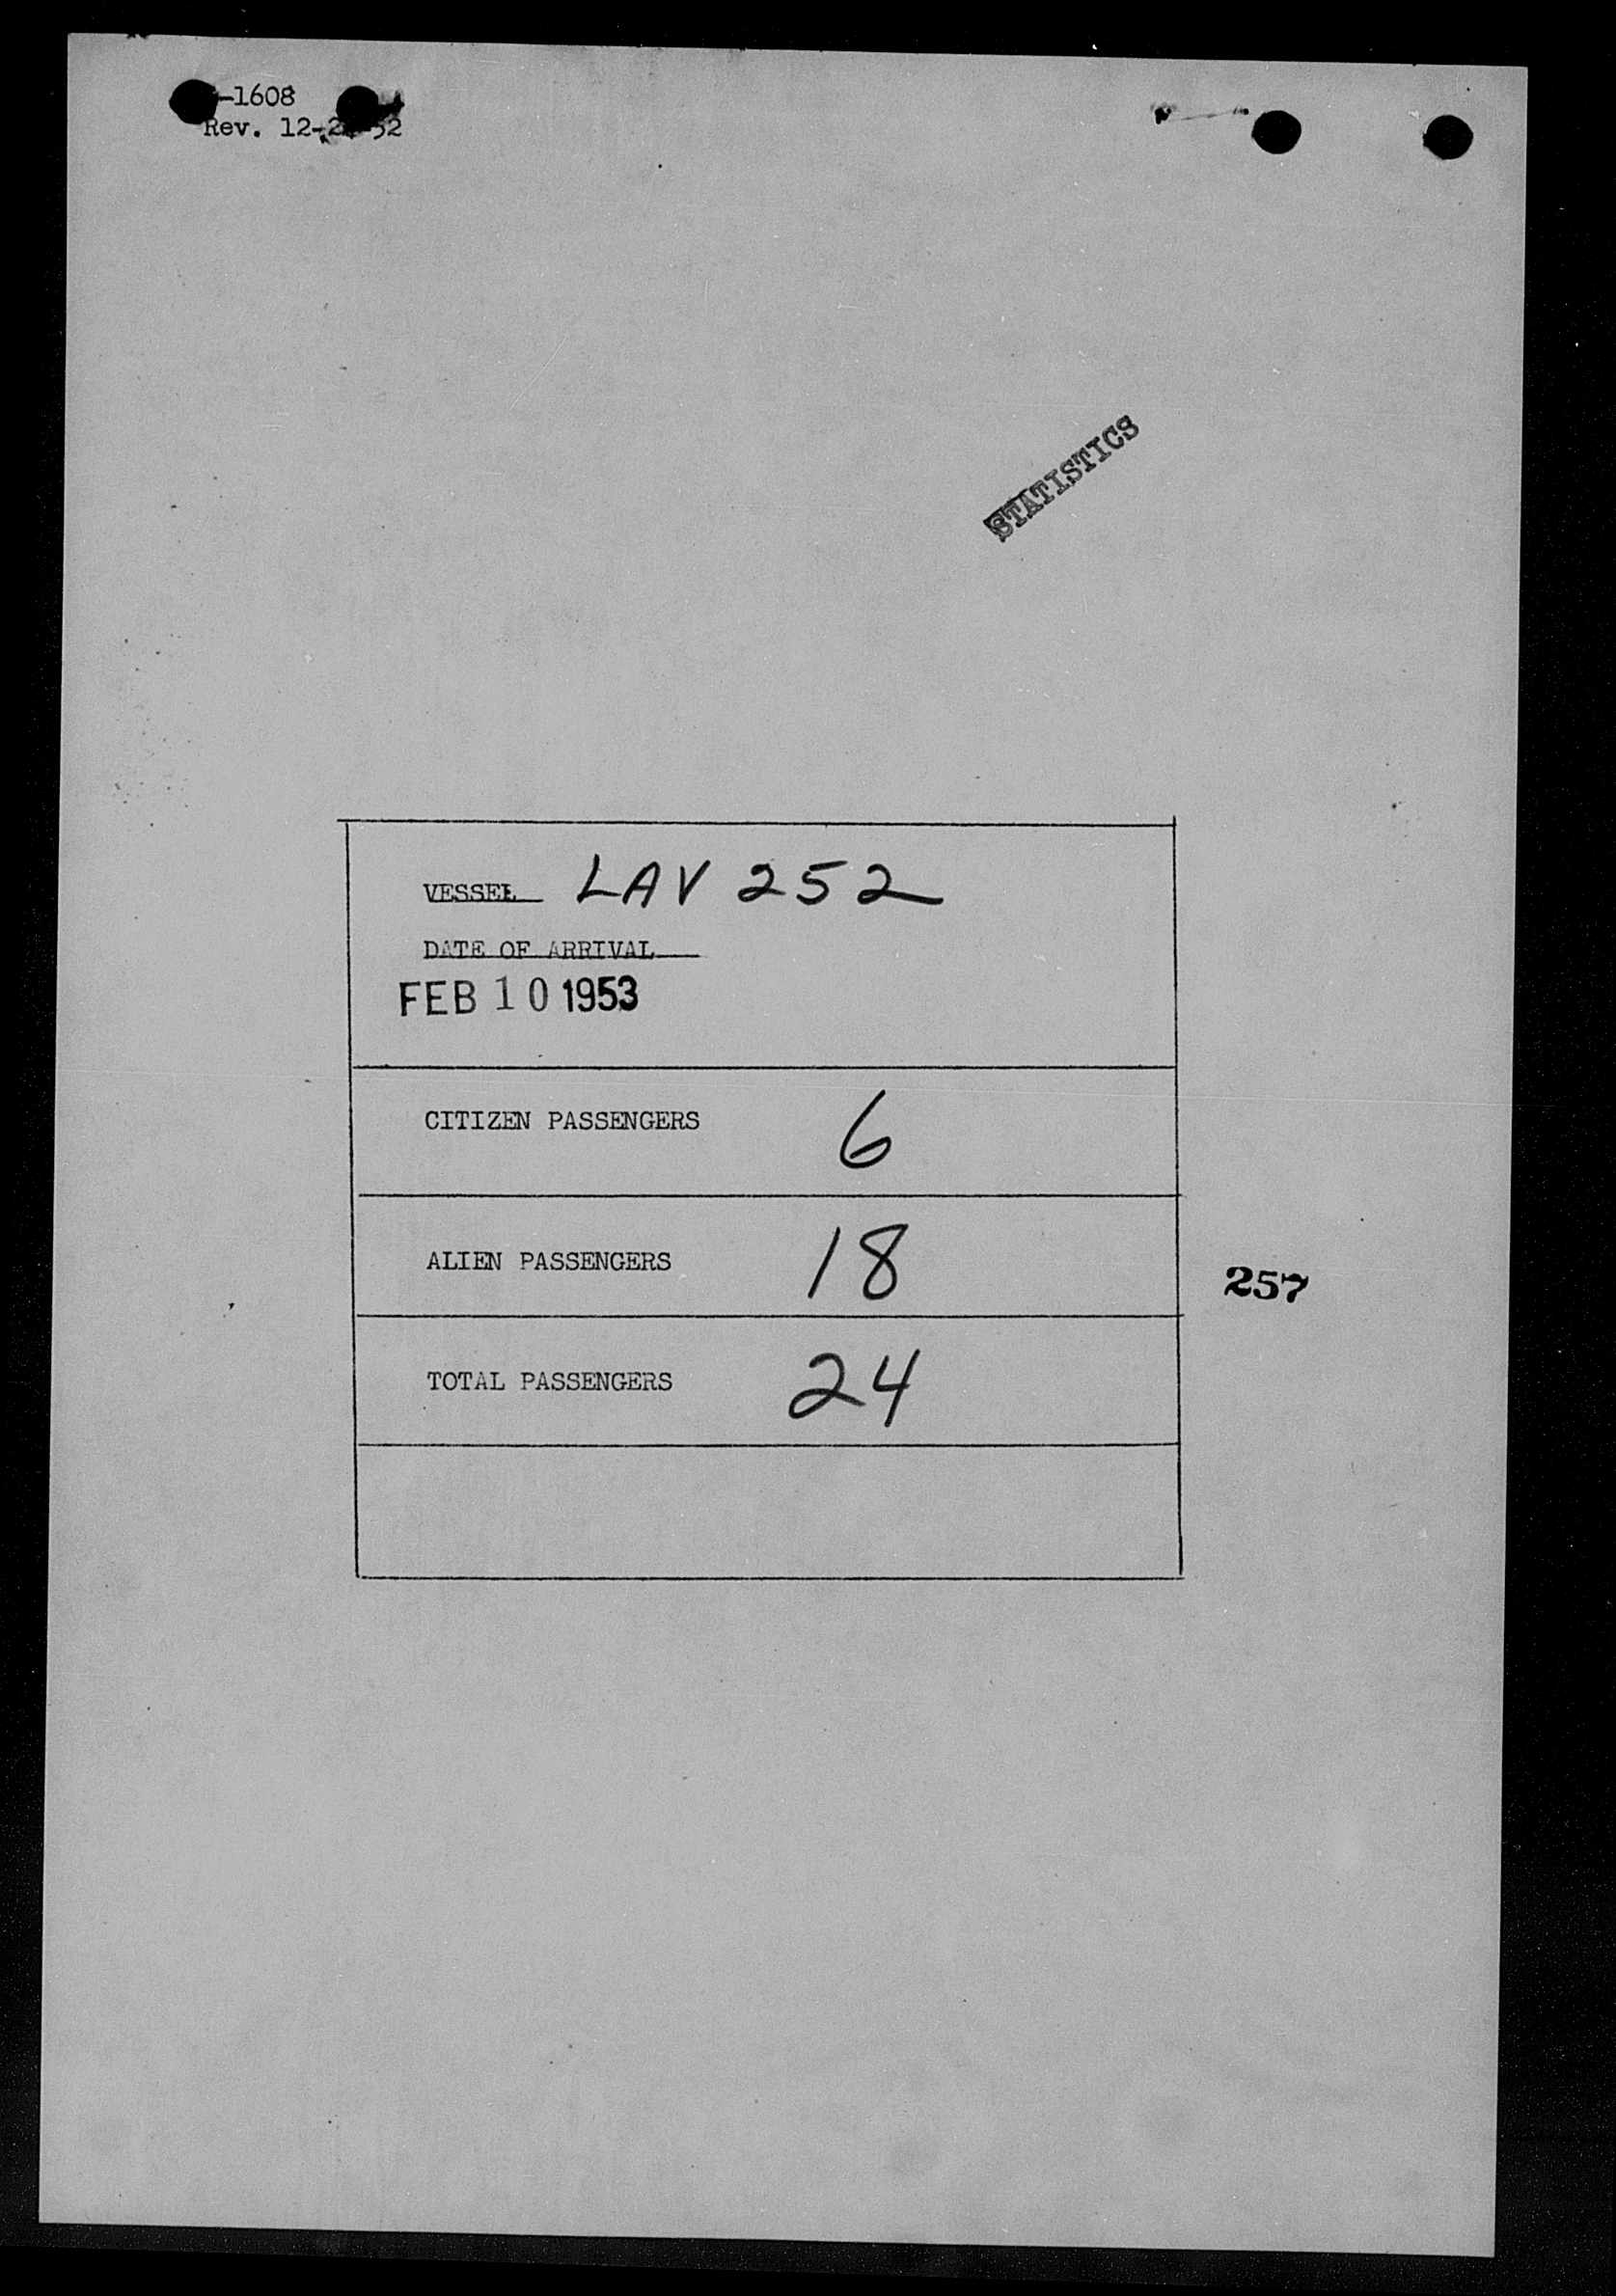 -1608
Rev.
STATISTICS
VESSEL LAV 252
DATE OF ARRIVAL
FEB 10 1953
CITIZEN PASSENGERS 6
ALIEN PASSENGERS 18
257
TOTAL PASSENGERS 24